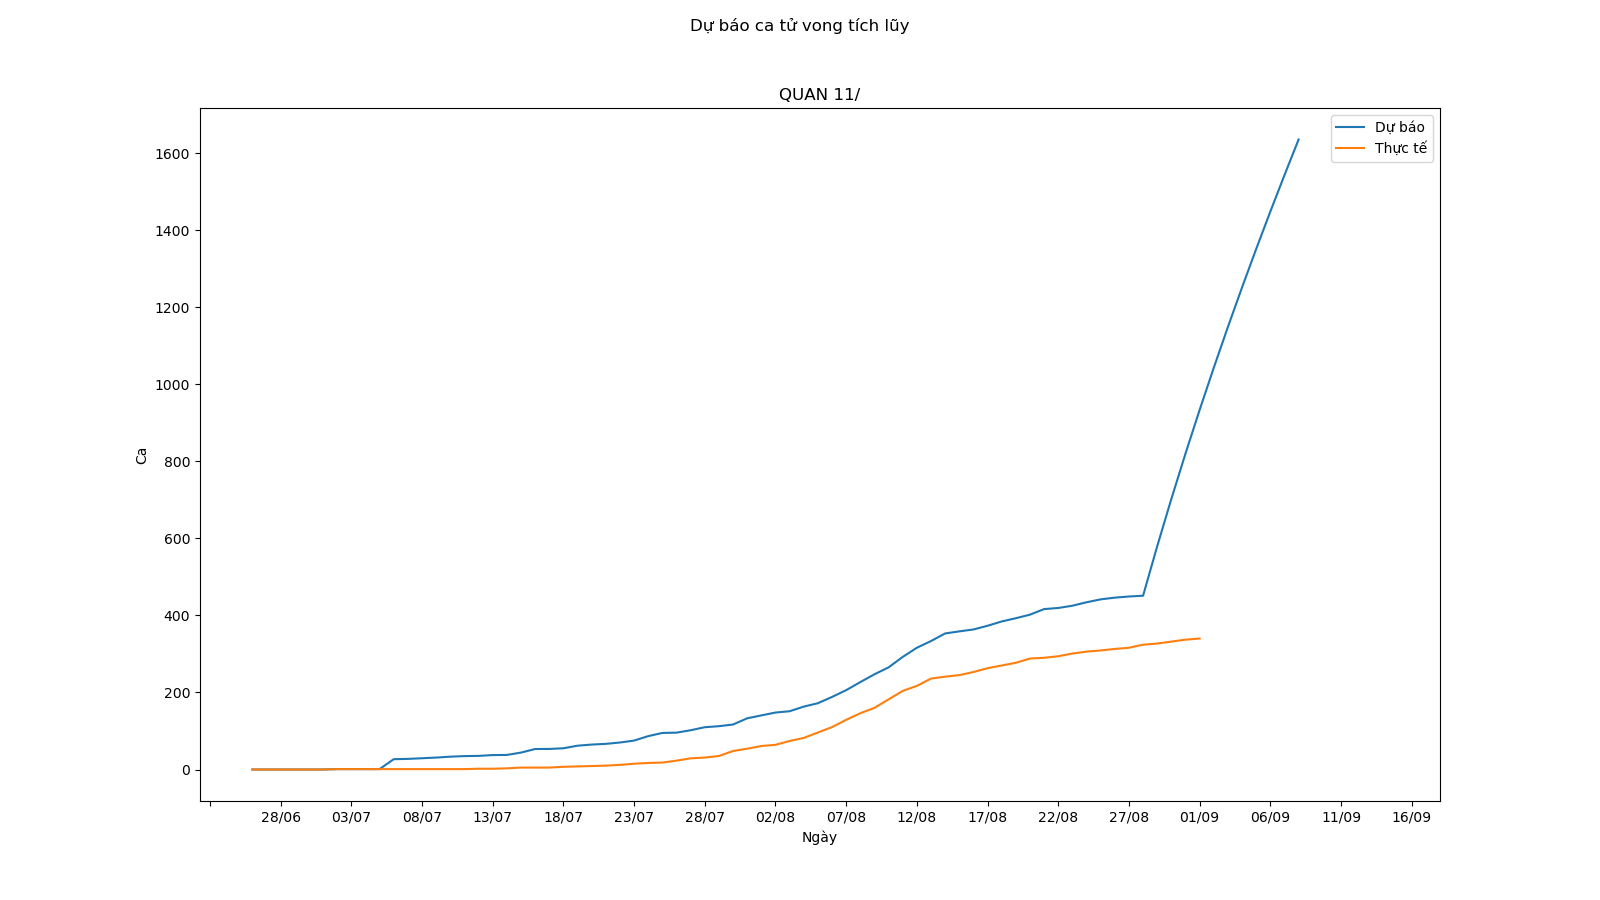 Dự báo ca tử vong tích lũy
QUAN 11/
Dự báo
Thực tế
1600
1400
1200
1000
800
600
400
200
0
Ca
28/06 03/07 08/07 13/07 18/07 23/07 28/07 02/08 07/08 12/08 17/08 22/08 27/08 01/09 06/09 11/09 16/09
Ngày